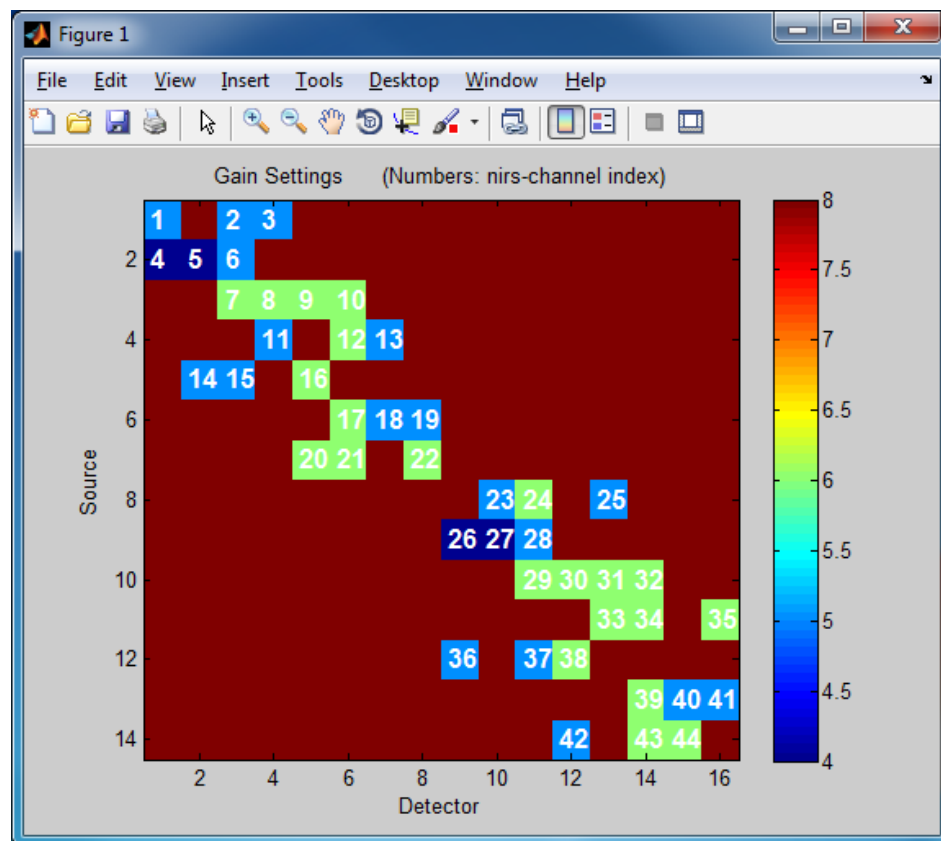 Figure 1
File Edit View Insert Tools Desktop Window Help
Gain Settings (Numbers: nirs-channel index)
1 2 3
4 5 6
7 8 9 10
11 12 13
14 15 16
17 18 19
20 21 22
23 24 25
26 27 28
29 30 31 32
33 34 35
36 37 38
39 40 41
42 43 44
2
4
6
8
10
12
14
Source
2 4 6 8 10 12 14 16
Detector
8
7.5
7
6.5
6
5.5
5
4.5
4